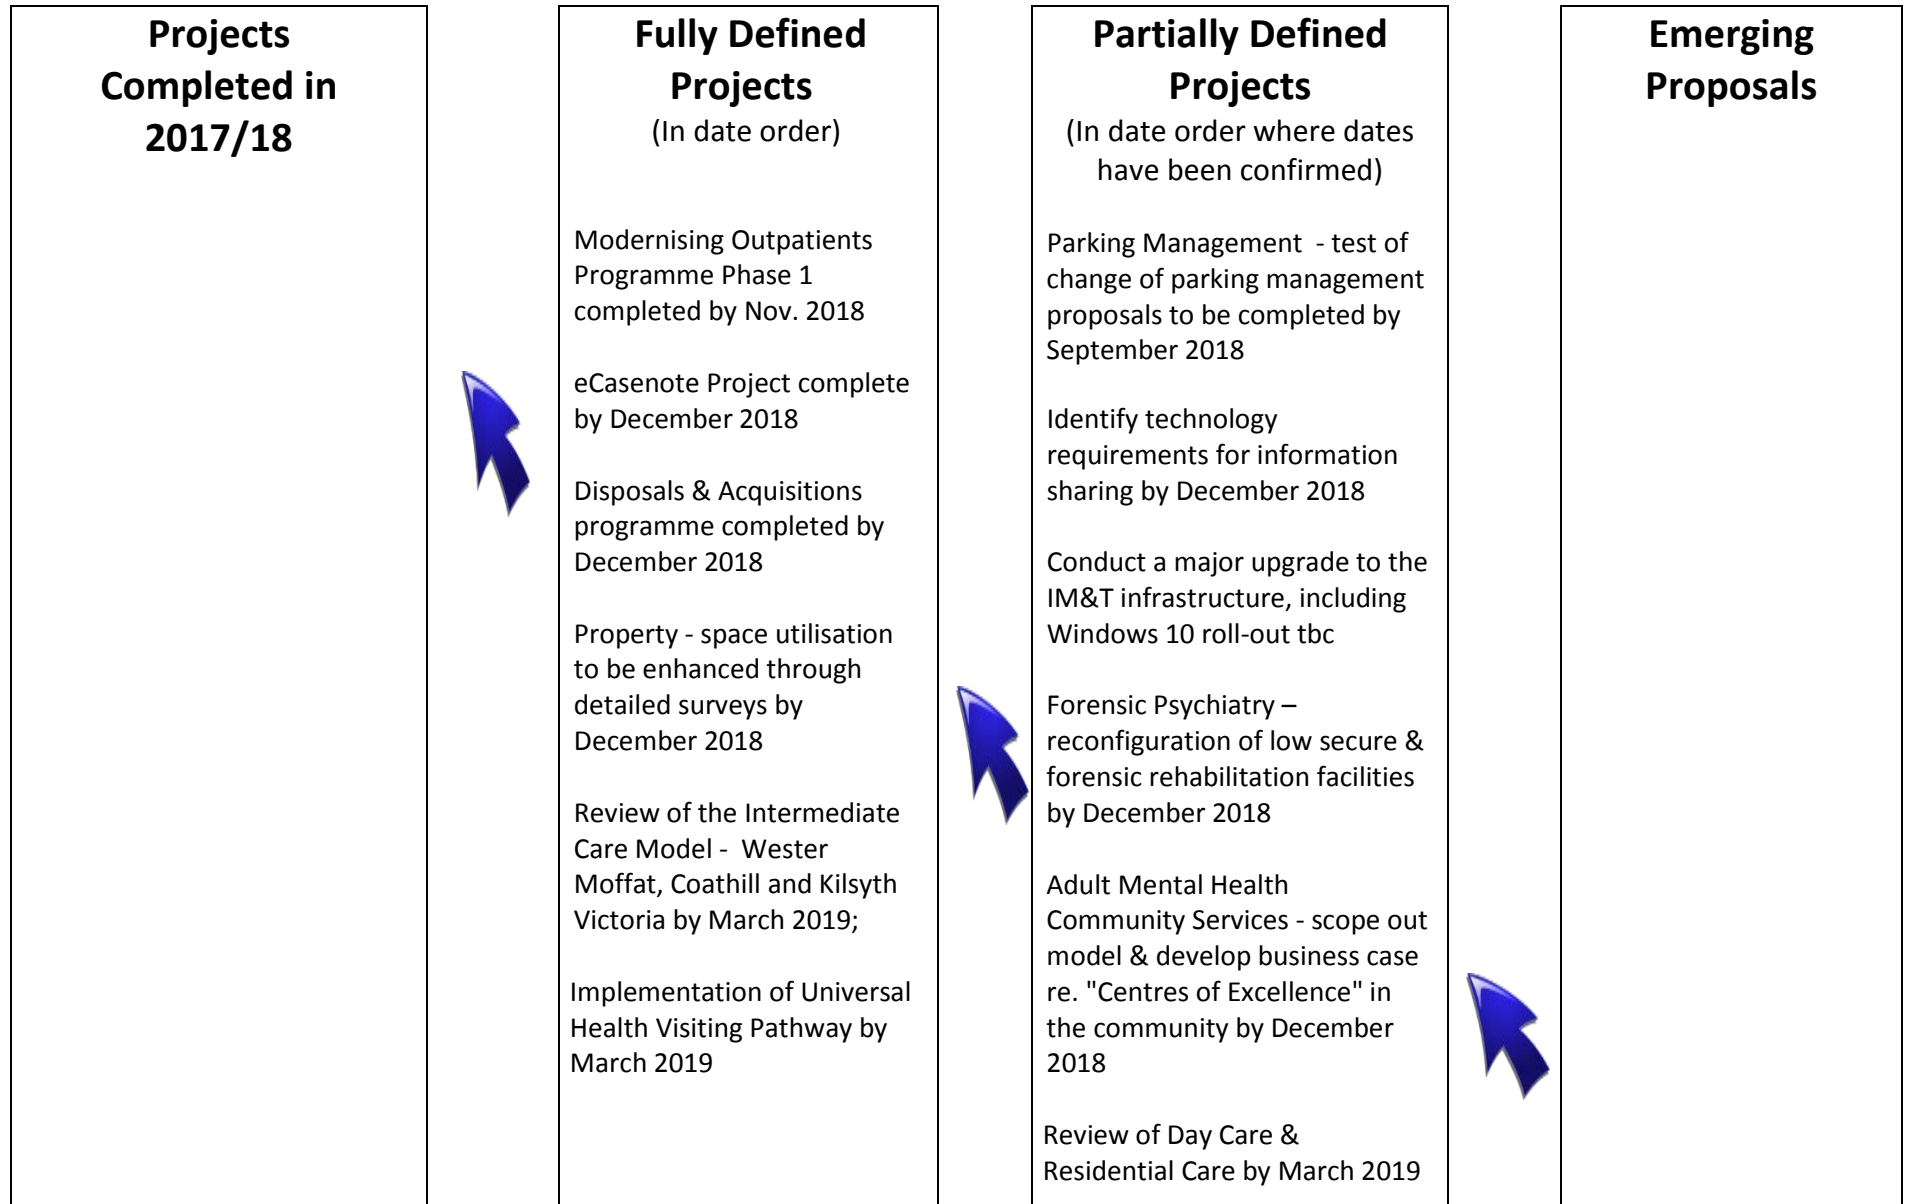 Projects
Completed in
2017/18
Fully Defined
Projects
(In date order)
Modernising Outpatients
Programme Phase 1
completed by Nov. 2018
eCasenote Project complete
by December 2018
Disposals & Acquisitions
programme completed by
December 2018
Property - space utilisation
to be enhanced through
detailed surveys by
December 2018
Review of the Intermediate
Care Model -  Wester
Moffat, Coathill and Kilsyth
Victoria by March 2019;
Implementation of Universal
Health Visiting Pathway by
March 2019
Partially Defined
Projects
(In date order where dates
have been confirmed)
Parking Management  - test of
change of parking management
proposals to be completed by
September 2018
Identify technology
requirements for information
sharing by December 2018
Conduct a major upgrade to the
IM&T infrastructure, including
Windows 10 roll-out tbc
Forensic Psychiatry –
reconfiguration of low secure &
forensic rehabilitation facilities
by December 2018
Adult Mental Health
Community Services - scope out
model & develop business case
re. "Centres of Excellence" in
the community by December
2018
Review of Day Care &
Residential Care by March 2019
Emerging
Proposals